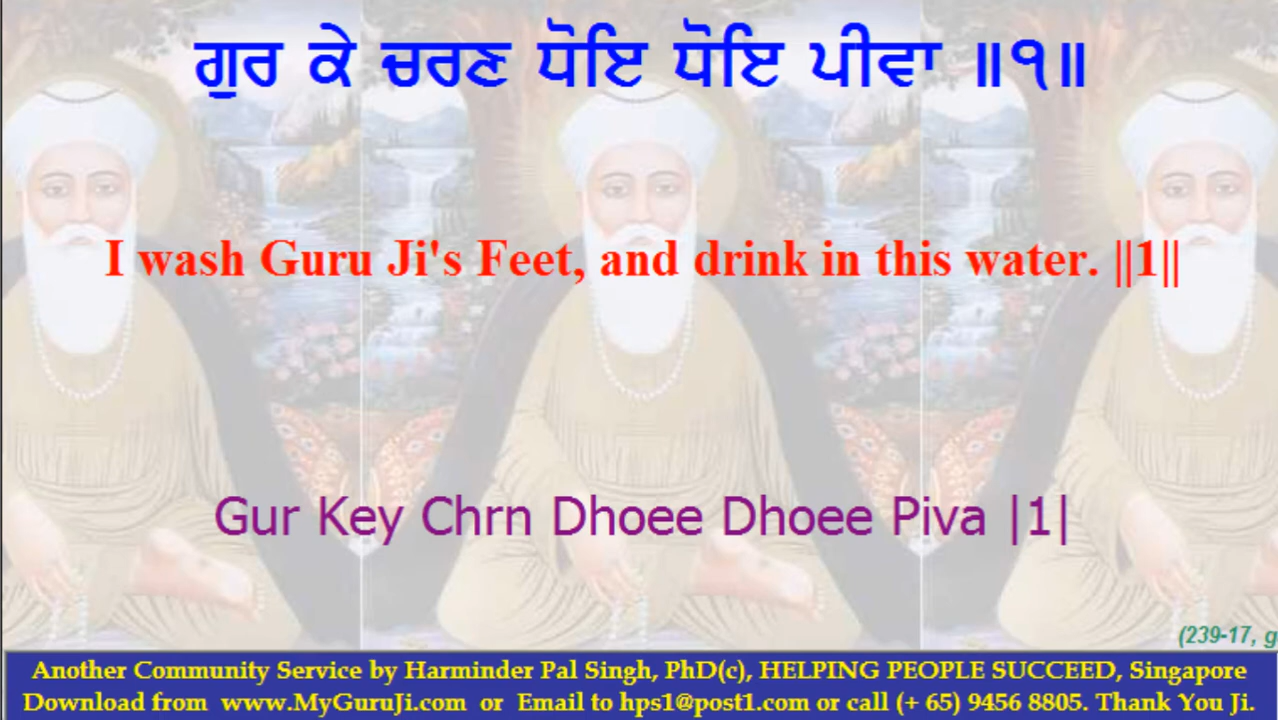 ਗੁਰ ਕੇ ਚਰਣ ਧੋਇ ਧੋਇ ਪੀਵਾ ॥੧॥
I wash Guru Ji's Feet, and drink in this water. ||1||
Gur Key Chrn Dhoee Dhoee Piva |1|
(239-17, g
Another Community Service by Harminder Pal Singh, PhD(c), HELPING PEOPLE SUCCEED, Singapore
Download from www.MyGuruJi.com or Email to hps1@post1.com or call (+ 65) 9456 8805. Thank You Ji.